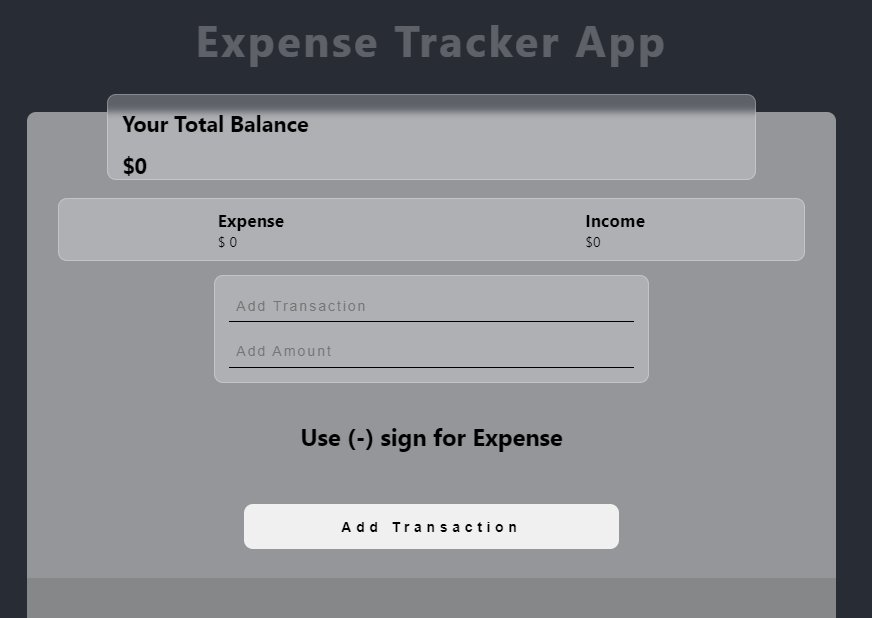 Expense Tracker App
Your Total Balance
$0
Expense
Income
$ 0
$0
Add Transaction
Add Amount
Use (-) sign for Expense
Add Transaction